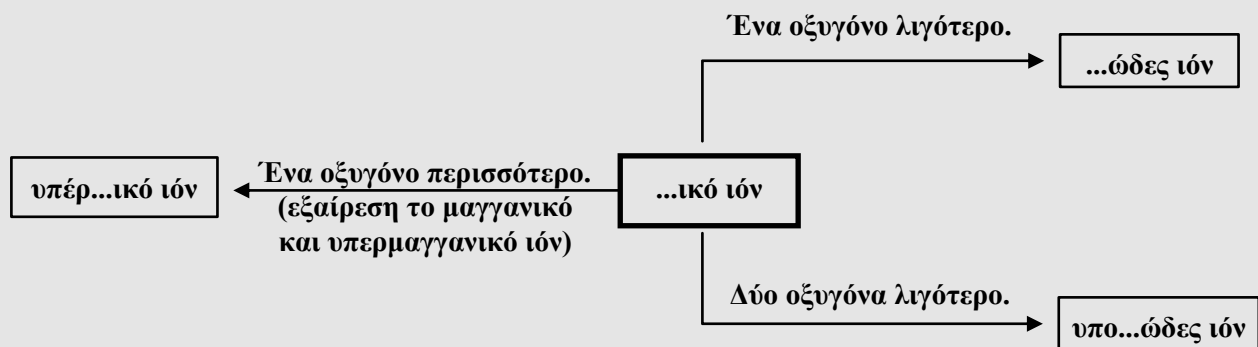 Ένα οξυγόνο λιγότερο.
...ώδες ιόν
Ένα οξυγόνο περισσότερο.
(εξαίρεση το μαγγανικό
και υπερμαγγανικό ιόν)
υπέρ...ικό ιόν
...ικό ιόν
Δύο οξυγόνα λιγότερο.
υπο...ώδες ιόν